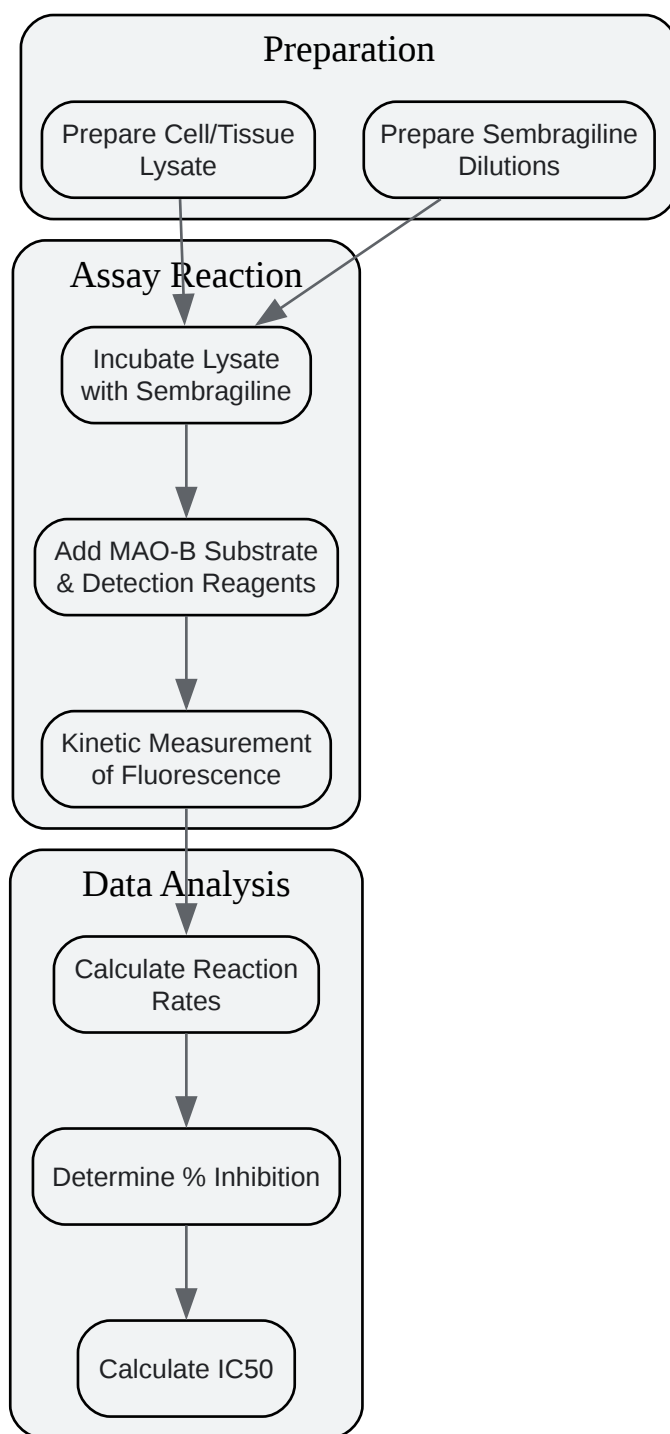 Preparation
Prepare Cell/Tissue
Lysate
Prepare Sembragiline
Dilutions
Assay Reaction
Incubate Lysate
with Sembragiline
Add MAO-B Substrate
& Detection Reagents
Kinetic Measurement
of Fluorescence
Data Analysis
Calculate Reaction
Rates
Determine % Inhibition
Calculate IC50